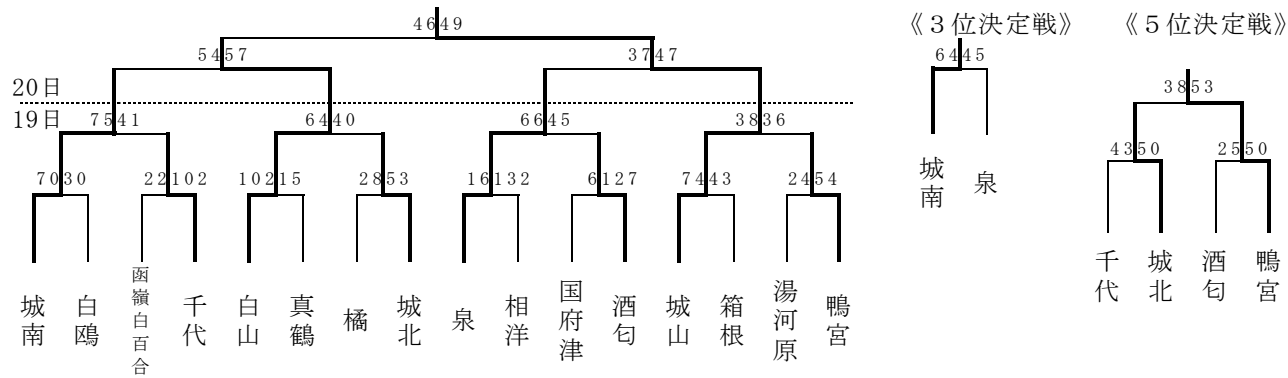 4649
《３位決定戦》
《５位決定戦》
5457
3747
6445
20日
3853
19日
7541
6440
6645
3836
4350
2550
7030
22102
10215
2853
16132
6127
7443
2454
城南
泉
千代
城北
酒匂
鴨宮
城南
白鴎
函嶺白百合
千代
白山
真鶴
橘
城北
泉
相洋
国府津
酒匂
城山
箱根
湯河原
鴨宮